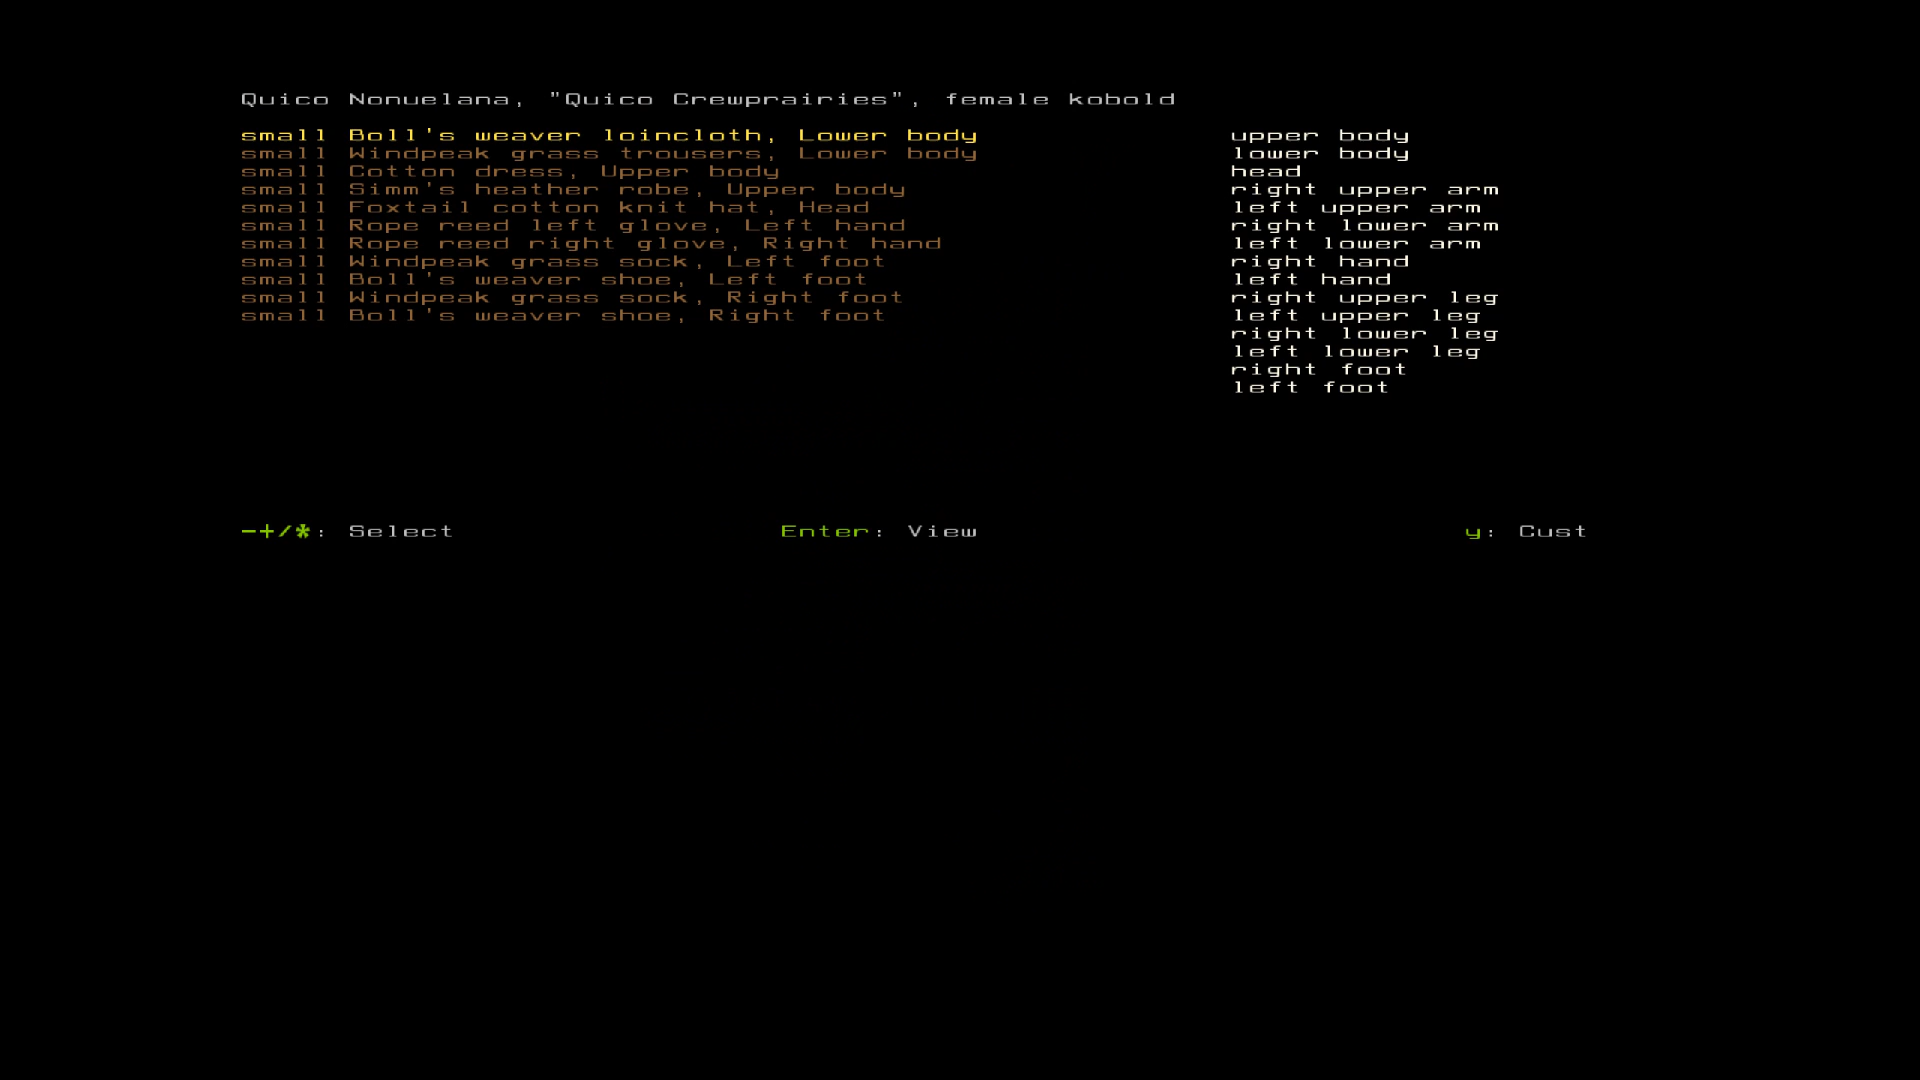 Quico Nonuelana, "Quico Crewprairies", female kobold
small Boll's weaver loincloth, Lower body
small Windpeak grass trousers, Lower body
small Cotton dress, Upper body
small Simm's heather robe, Upper body
small Foxtail cotton knit hat, Head
small Rope reed left glove, Left hand
small Rope reed right glove, Right hand
small Windpeak grass sock, Left foot
small Boll's weaver shoe, Left foot
small Windpeak grass sock, Right foot
small Boll's weaver shoe, Right foot
upper body
lower body
head
right upper arm
left upper arm
right lower arm
left lower arm
right hand
left hand
right upper leg
left upper leg
right lower leg
left lower leg
right foot
left foot
-+/*: Select Enter: View y: Cust